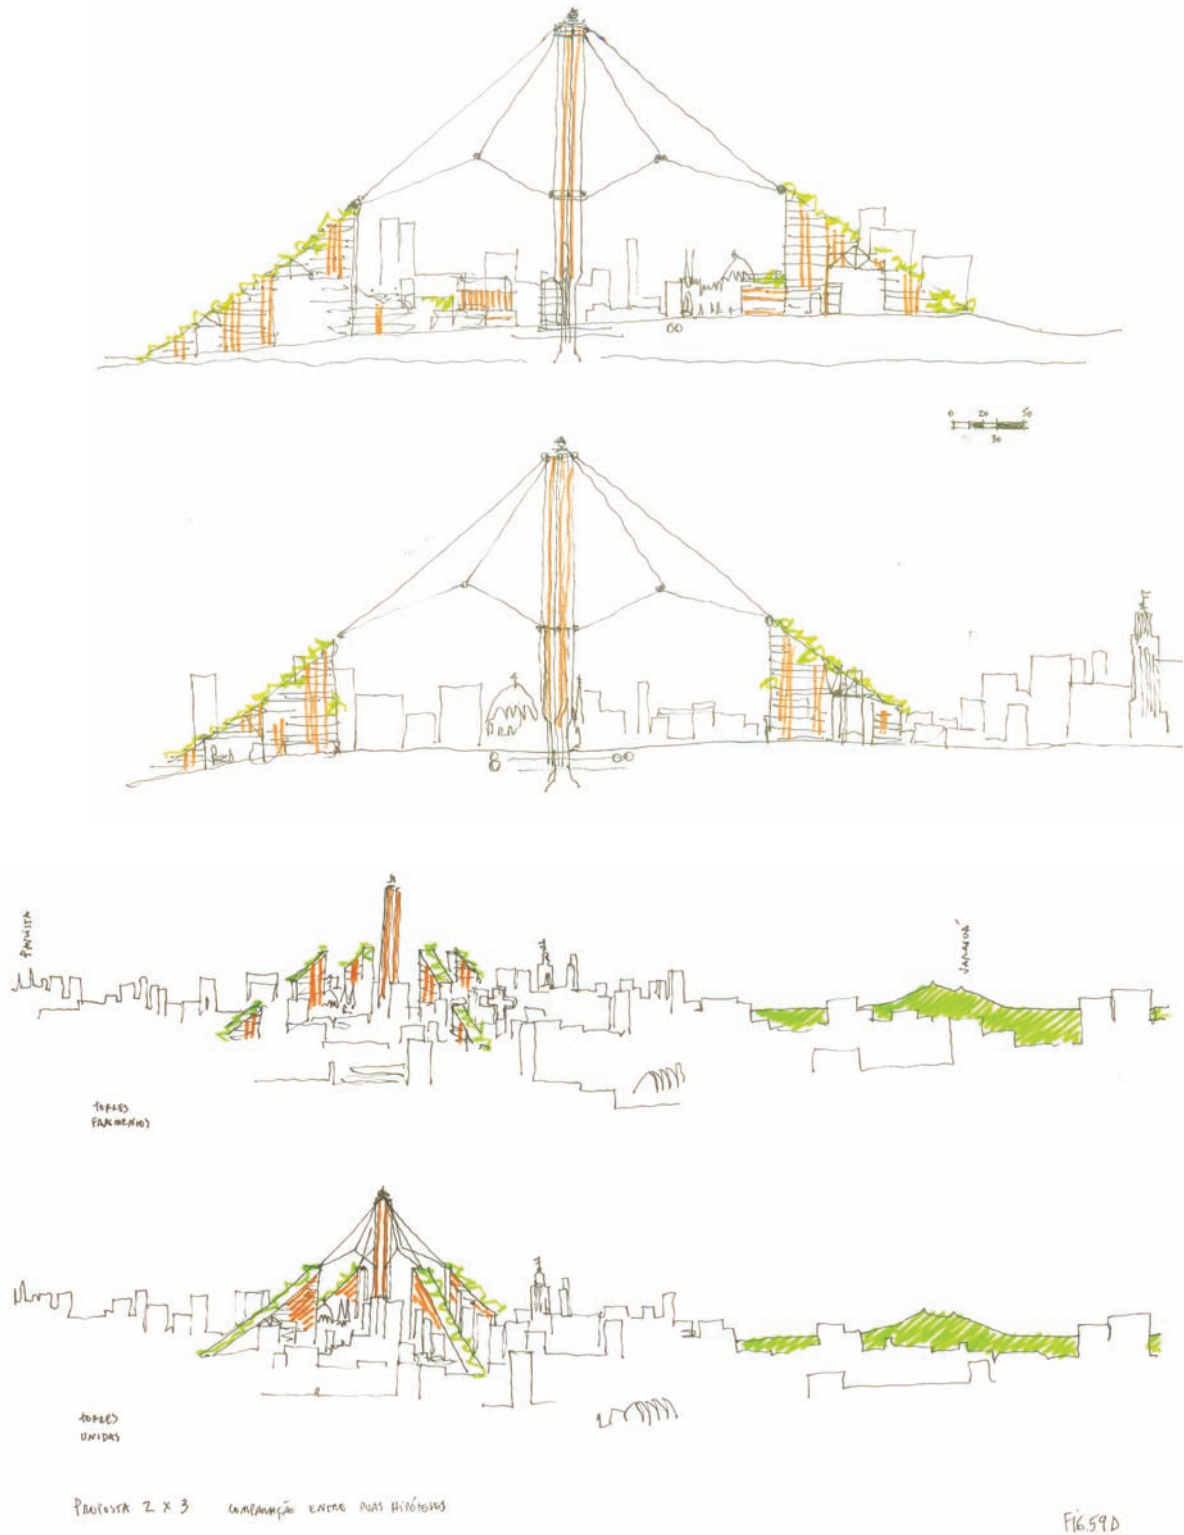 0 20 50
30
PAULISTA
JARAGUÁ
TORRES
FRAGMENTOS
TORRES
UNIDAS
PROPOSTA 2 X 3 COMPARAÇÃO ENTRE DUAS HIPÓTESES
FIG.59D